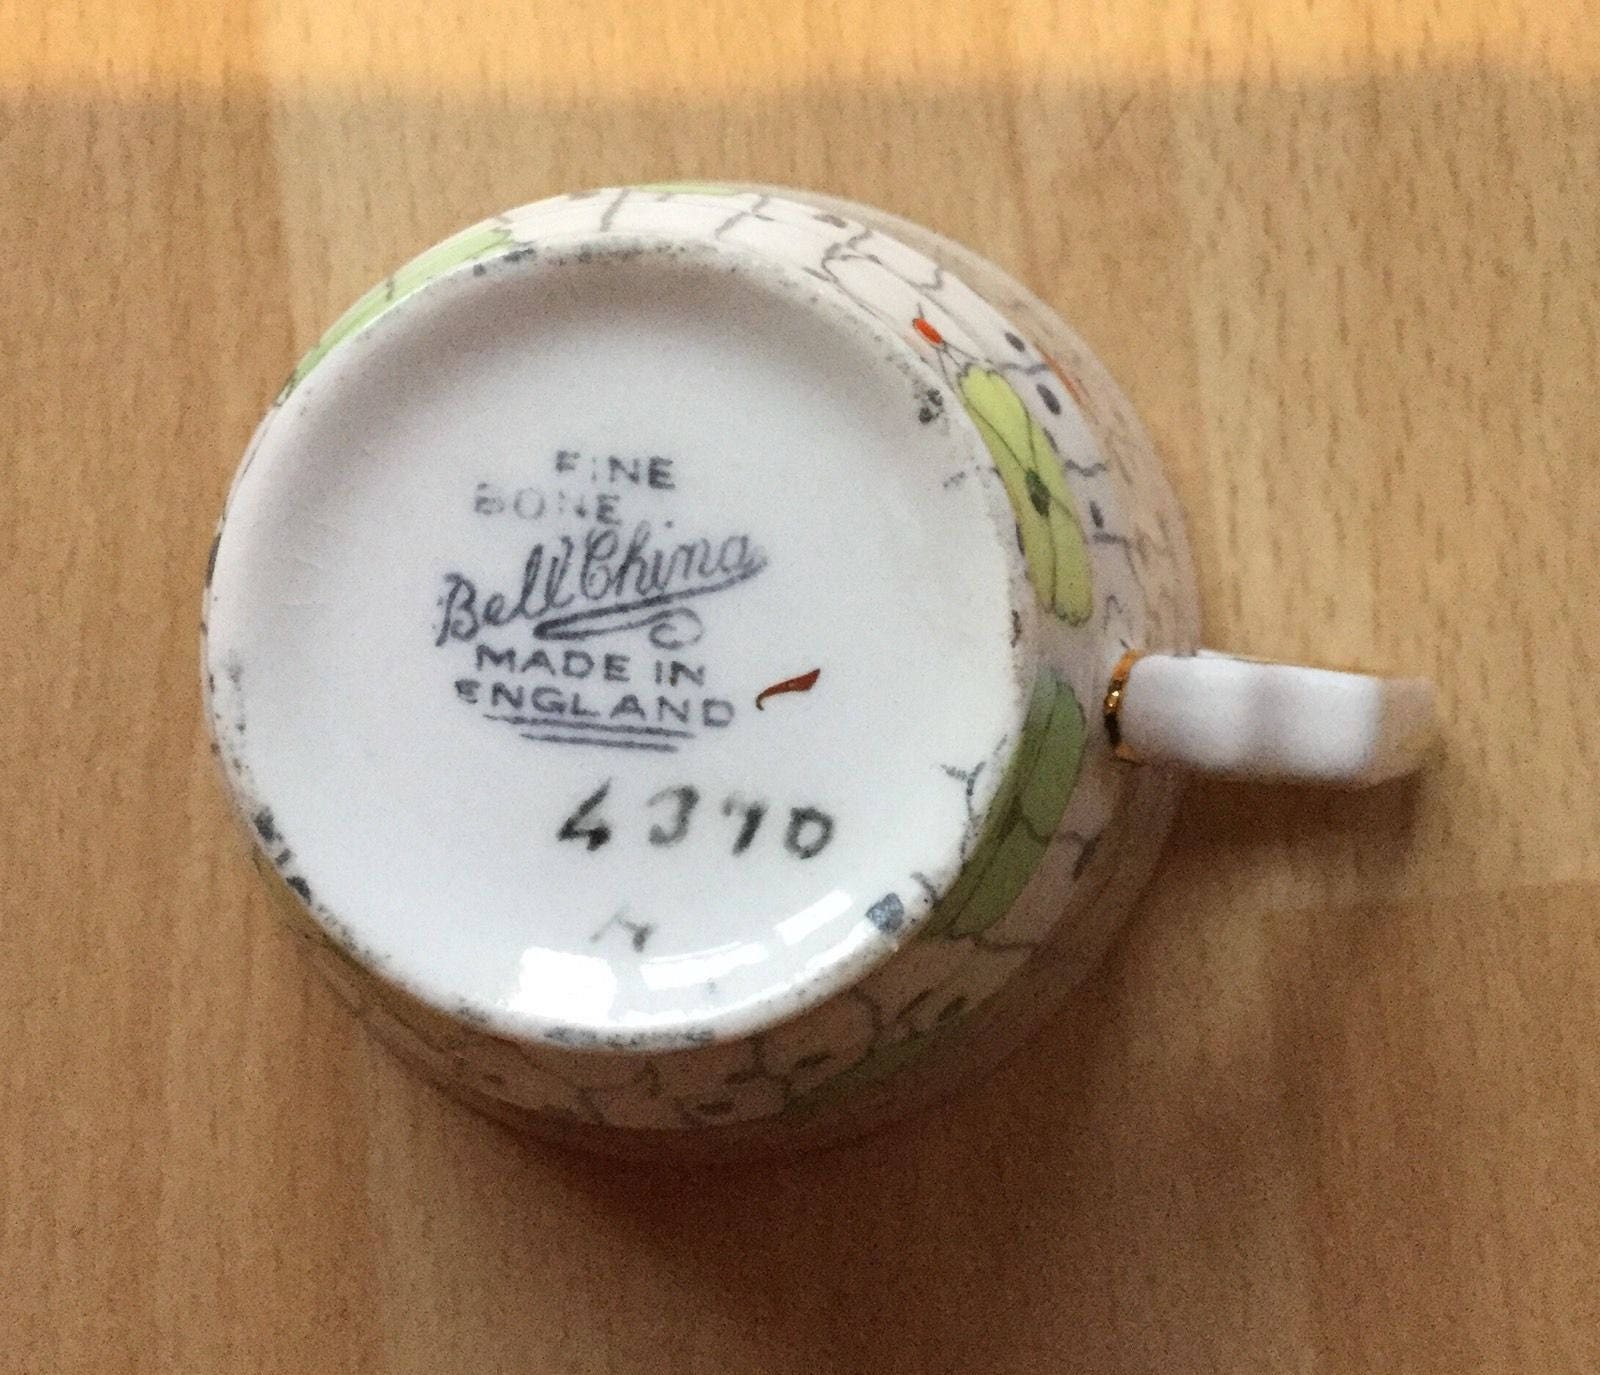 FINE
BONE
Bell China
MADE IN
ENGLAND
4370